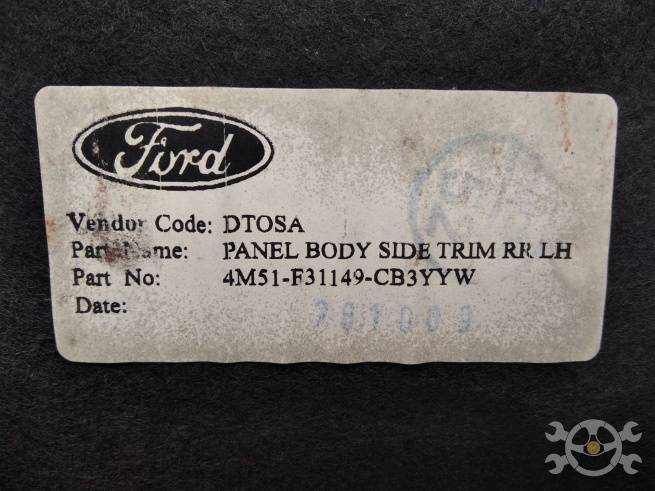 Ford
Vendor Code: DTOSA
Part Name: PANEL BODY SIDE TRIM RR LH
Part No: 4M51-F31149-CB3YYW
Date: